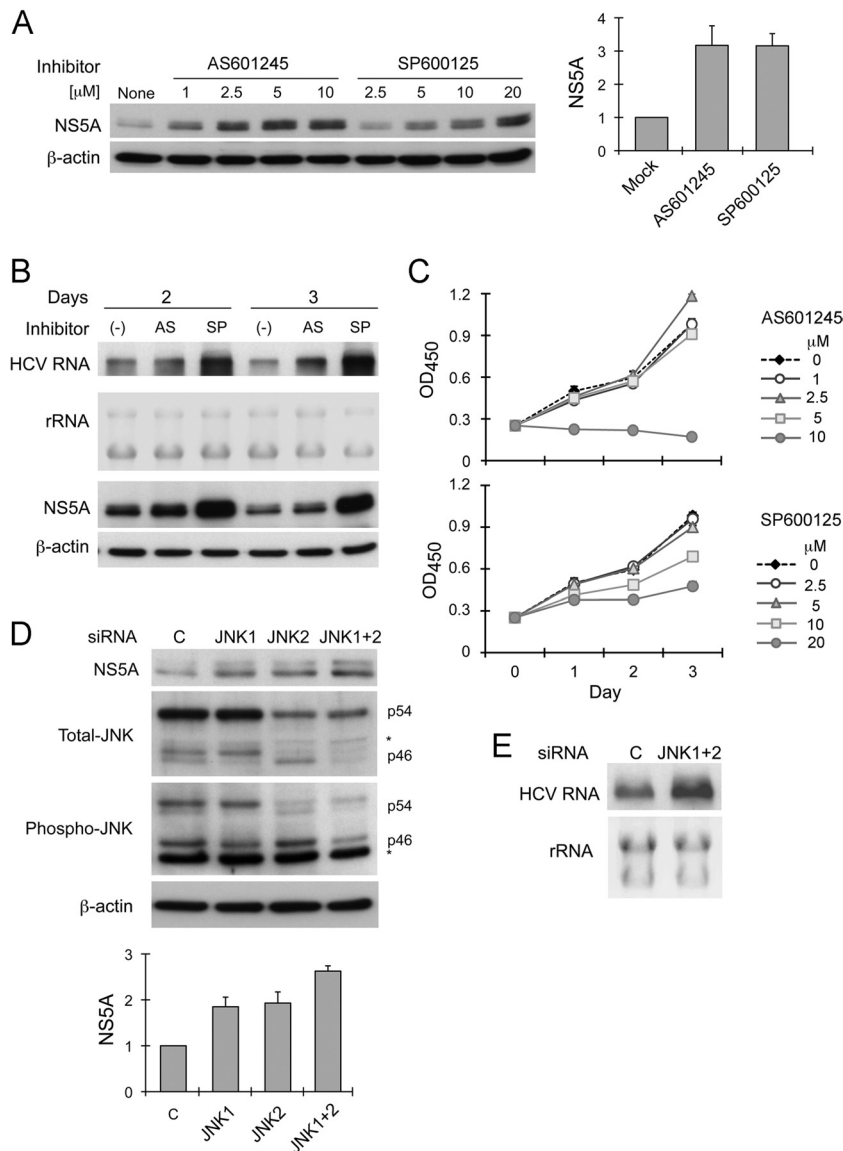 A
Inhibitor AS601245 SP600125
[μM] None 1 2.5 5 10 2.5 5 10 20
NS5A
β-actin
NS5A
4
3
2
1
0
Mock
AS601245
SP600125
B
Days 2 3
Inhibitor (-) AS SP (-) AS SP
HCV RNA
rRNA
NS5A
β-actin
C
OD450
1.2
0.9
0.6
0.3
0
AS601245
μM
0
1
2.5
5
10
OD450
1.2
0.9
0.6
0.3
0
0 1 2 3
Day
SP600125
μM
0
2.5
5
10
20
D
siRNA C JNK1 JNK2 JNK1+2
NS5A
Total-JNK
p54
*
p46
Phospho-JNK
p54
p46
*
β-actin
NS5A
3
2
1
0
C
JNK1
JNK2
JNK1+2
E
siRNA C JNK1+2
HCV RNA
rRNA